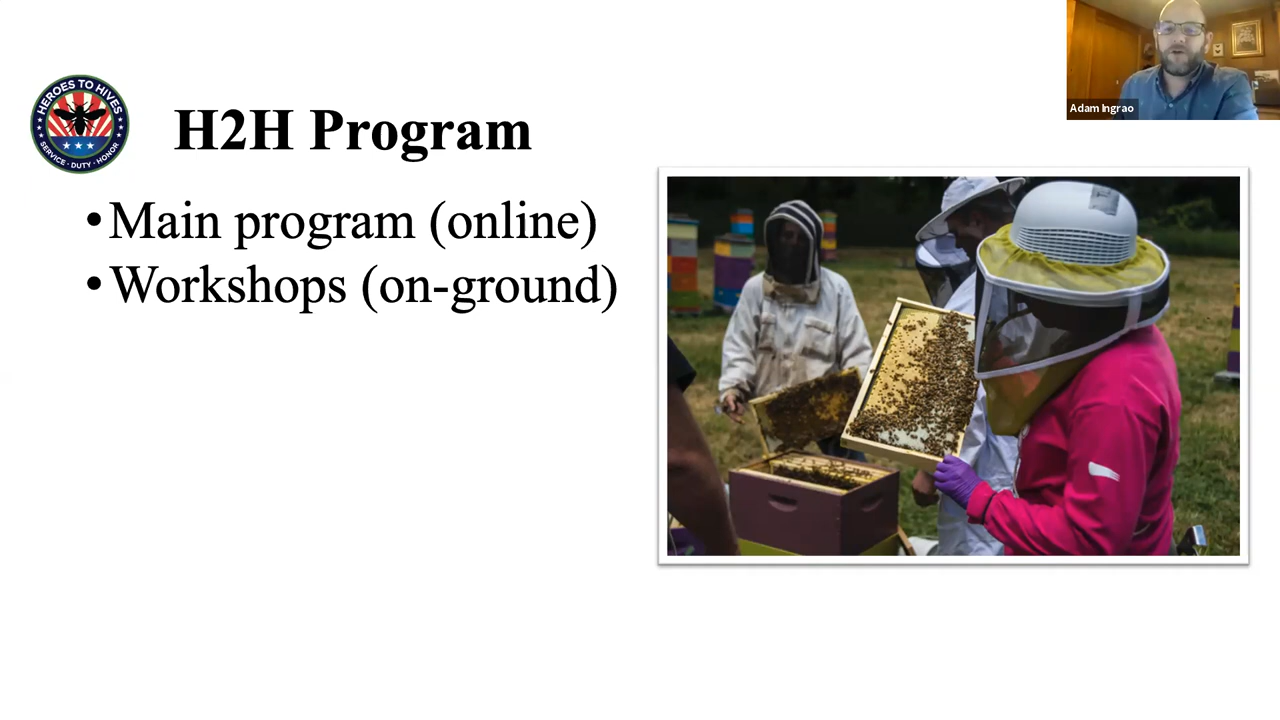 HEROES TO HIVES
SERVICE · DUTY · HONOR
H2H Program
• Main program (online)
• Workshops (on-ground)
Adam Ingrao